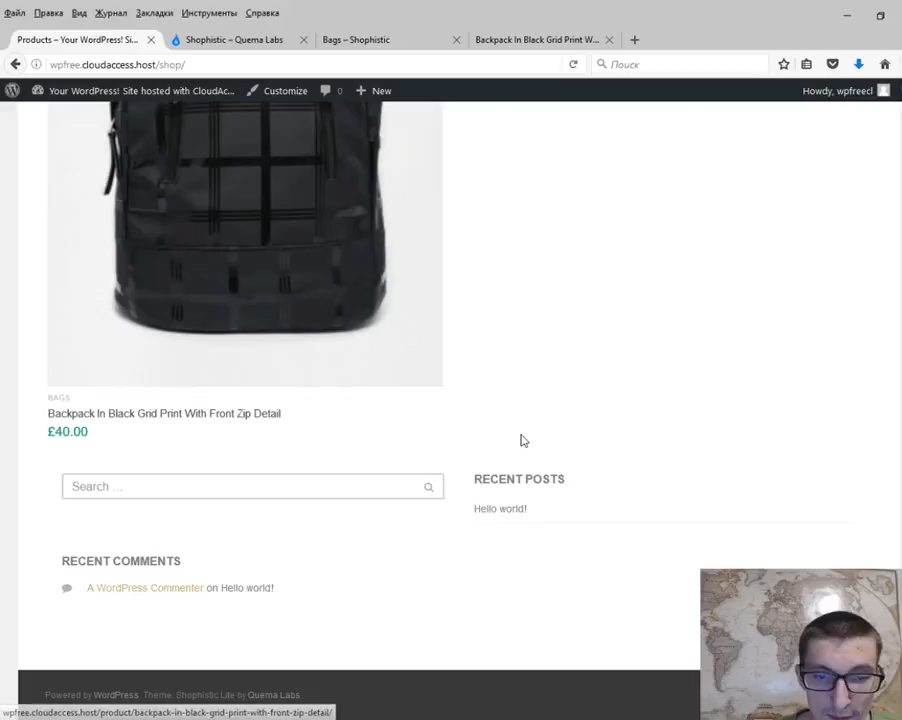 Файл Правка Вид Журнал Закладки Инструменты Справка
Products – Your WordPress! Si...
Shophistic – Quema Labs
Bags – Shophistic
Backpack In Black Grid Print W...
wpfree.cloudaccess.host/shop/
Поиск
Your WordPress! Site hosted with CloudAc...
Customize
0
New
Howdy, wpfreecl
BAGS
Backpack In Black Grid Print With Front Zip Detail
£40.00
Search ...
RECENT POSTS
Hello world!
RECENT COMMENTS
A WordPress Commenter on Hello world!
Powered by WordPress. Theme: Shophistic Lite by Quema Labs.
wpfree.cloudaccess.host/product/backpack-in-black-grid-print-with-front-zip-detail/